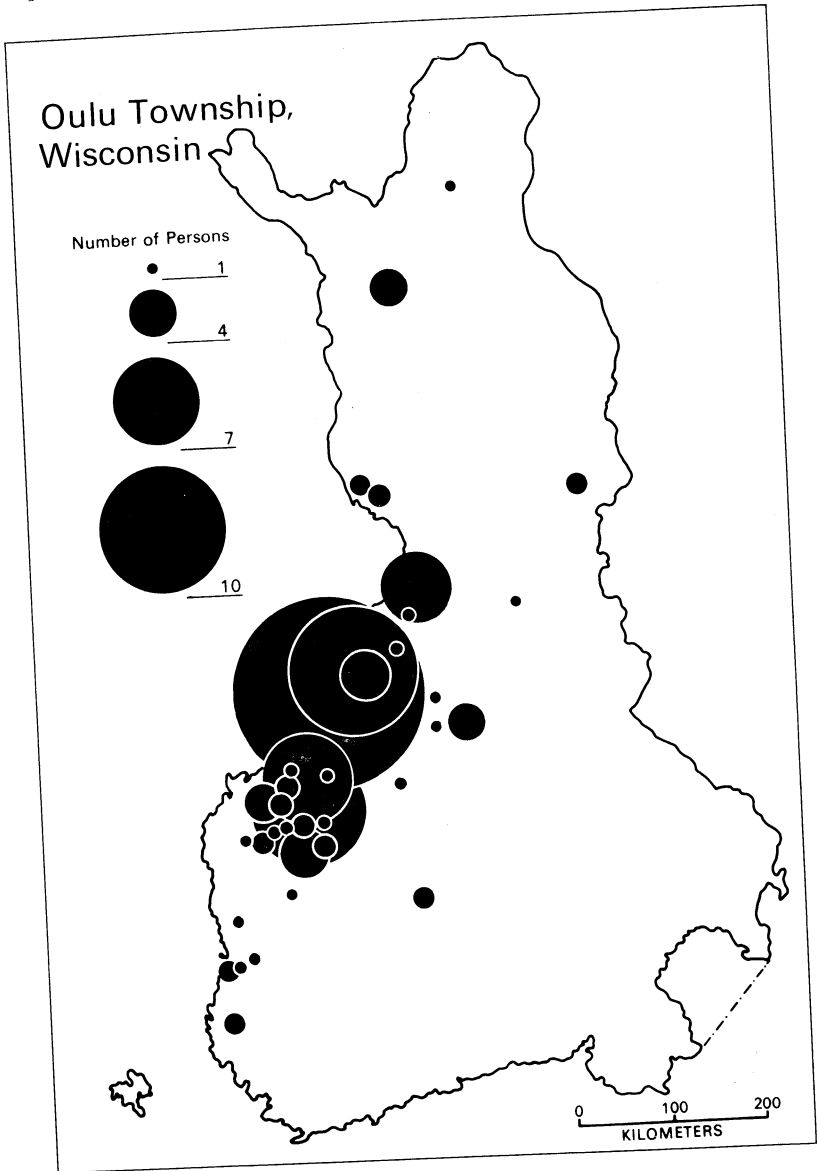 Oulu Township,
Wisconsin
Number of Persons
1
4
7
10
0 100 200
KILOMETERS